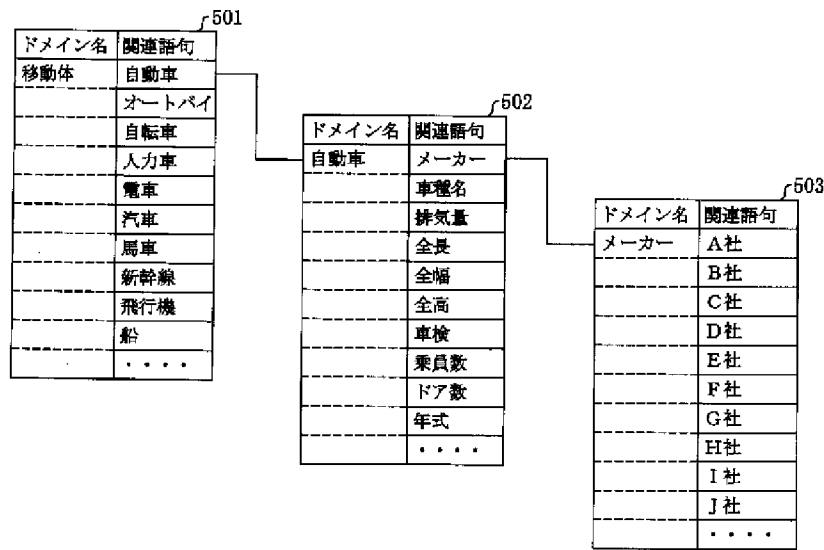 501
ドメイン名 関連語句
移動体 自動車
オートバイ
自転車
人力車
電車
汽車
馬車
新幹線
飛行機
船
・・・・
502
ドメイン名 関連語句
自動車 メーカー
車種名
排気量
全長
全幅
全高
車検
乗員数
ドア数
年式
・・・・
503
ドメイン名 関連語句
メーカー A社
B社
C社
D社
E社
F社
G社
H社
I社
J社
・・・・